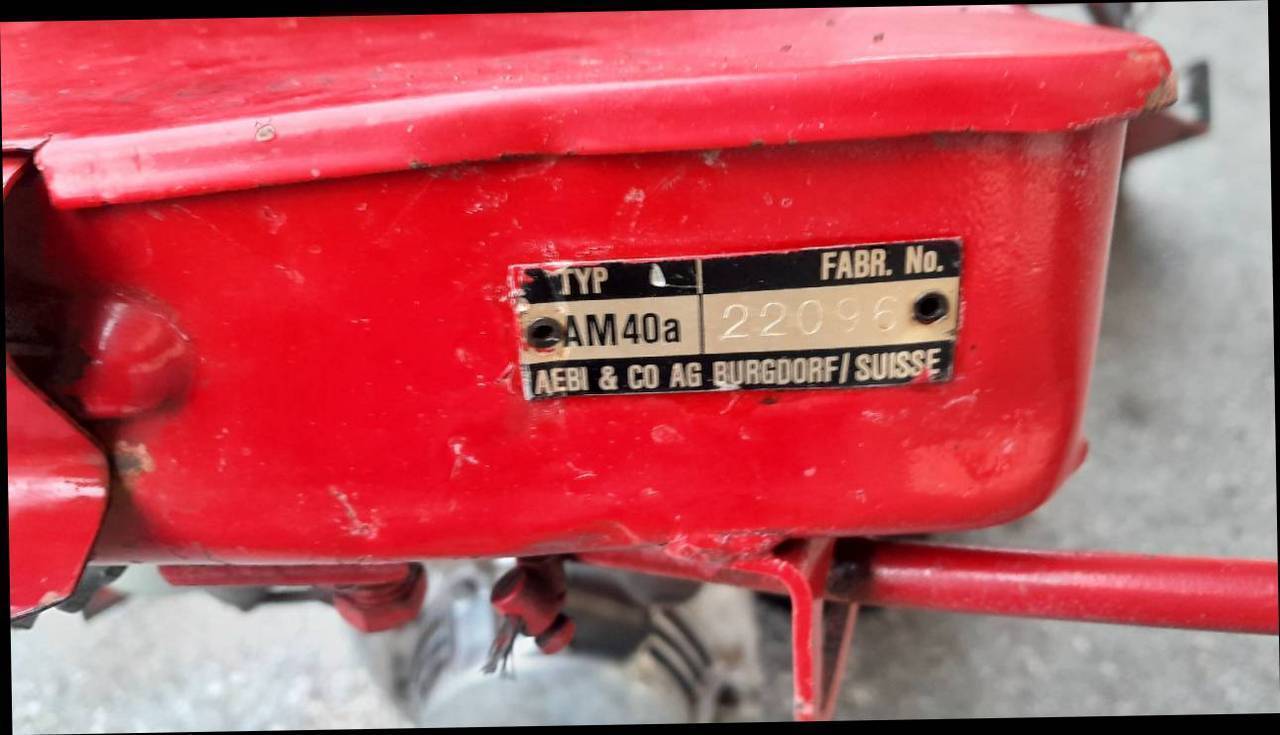 TYP FABR. No.
AM40a 22096
AEBI & CO AG BURGDORF/SUISSE